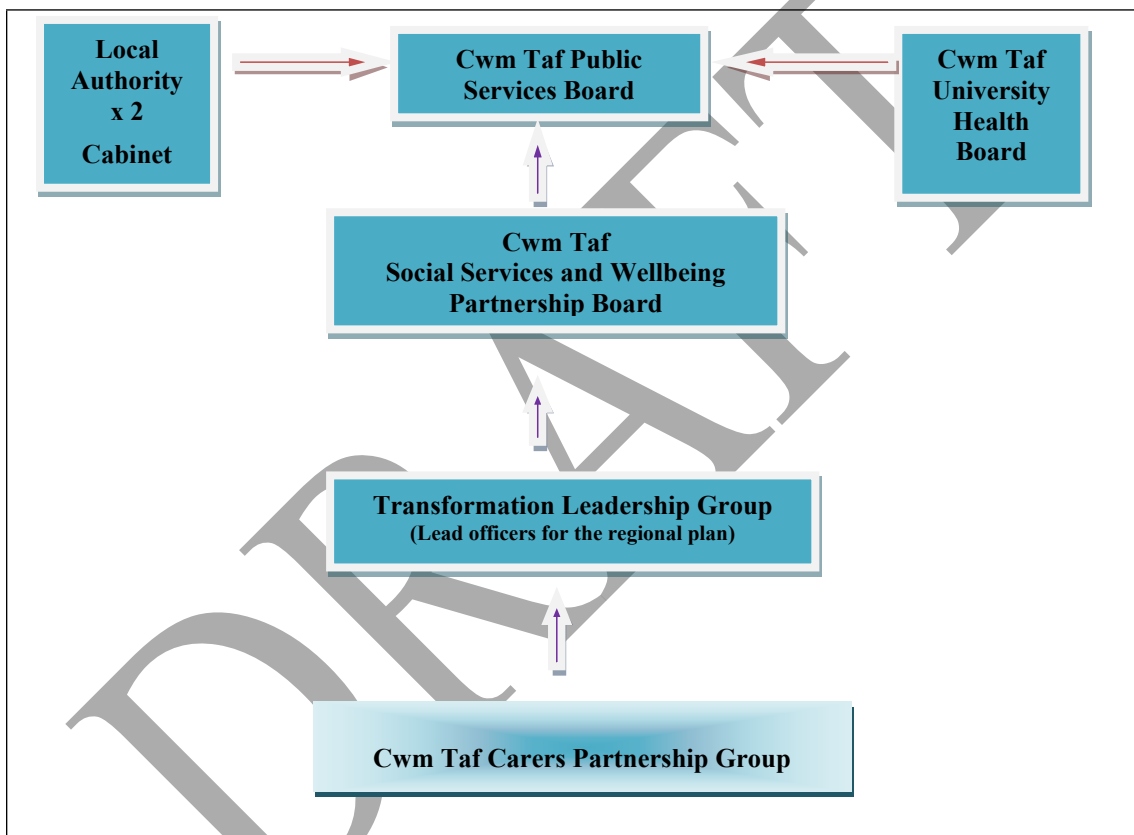 Local
Authority
x 2
Cabinet
Cwm Taf Public
Services Board
Cwm Taf
University
Health
Board
Cwm Taf
Social Services and Wellbeing
Partnership Board
Transformation Leadership Group
(Lead officers for the regional plan)
Cwm Taf Carers Partnership Group
DRAFT